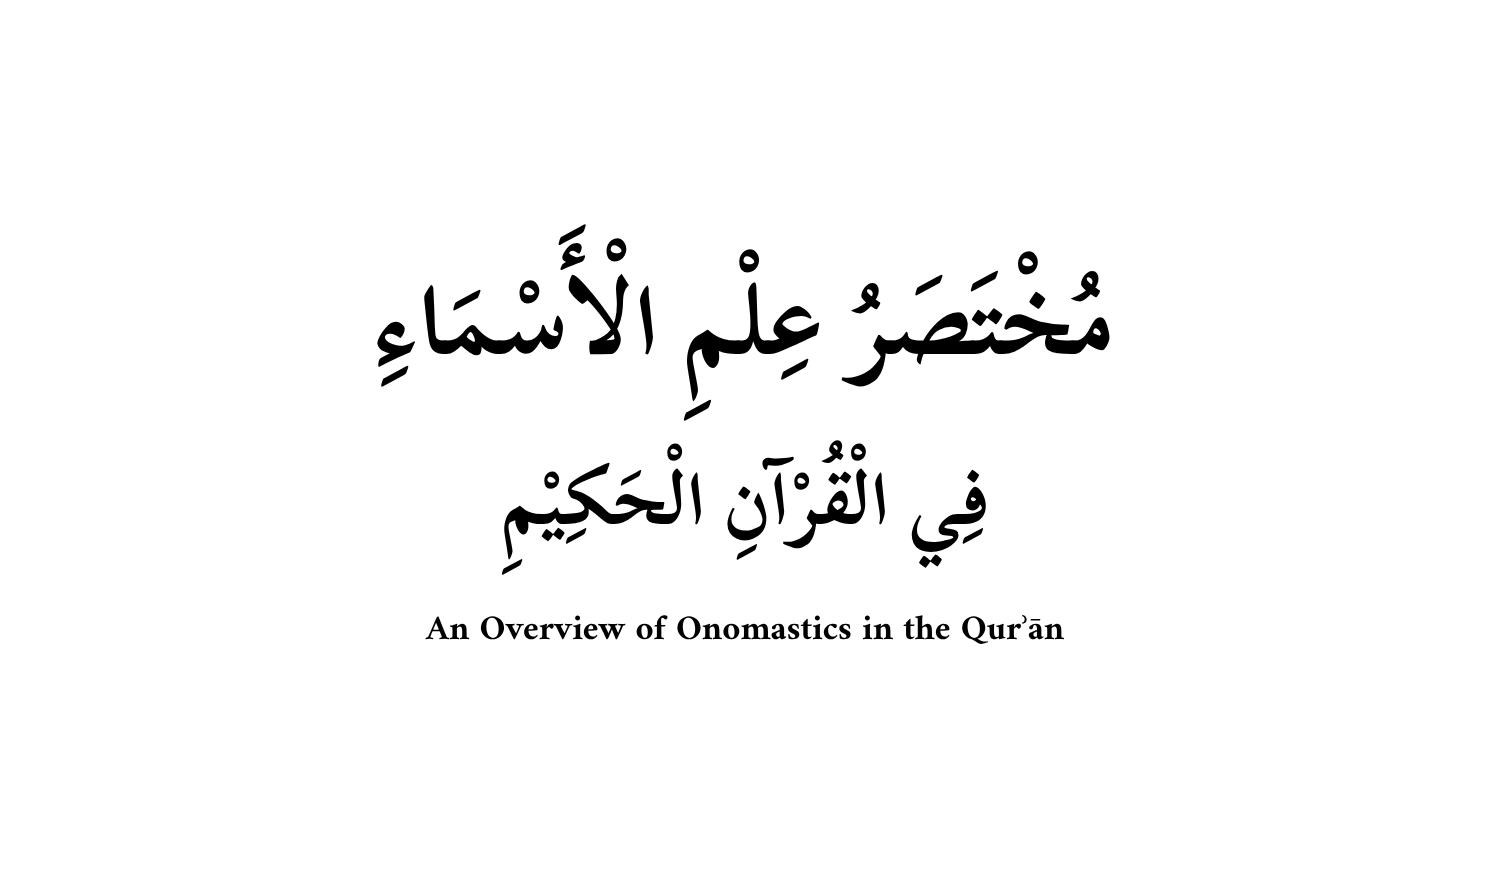 مُخْتَصَرُ عِلْمِ الْأَسْمَاءِ
فِي الْقُرْآنِ الْحَكِيْمِ
An Overview of Onomastics in the Qurʾān